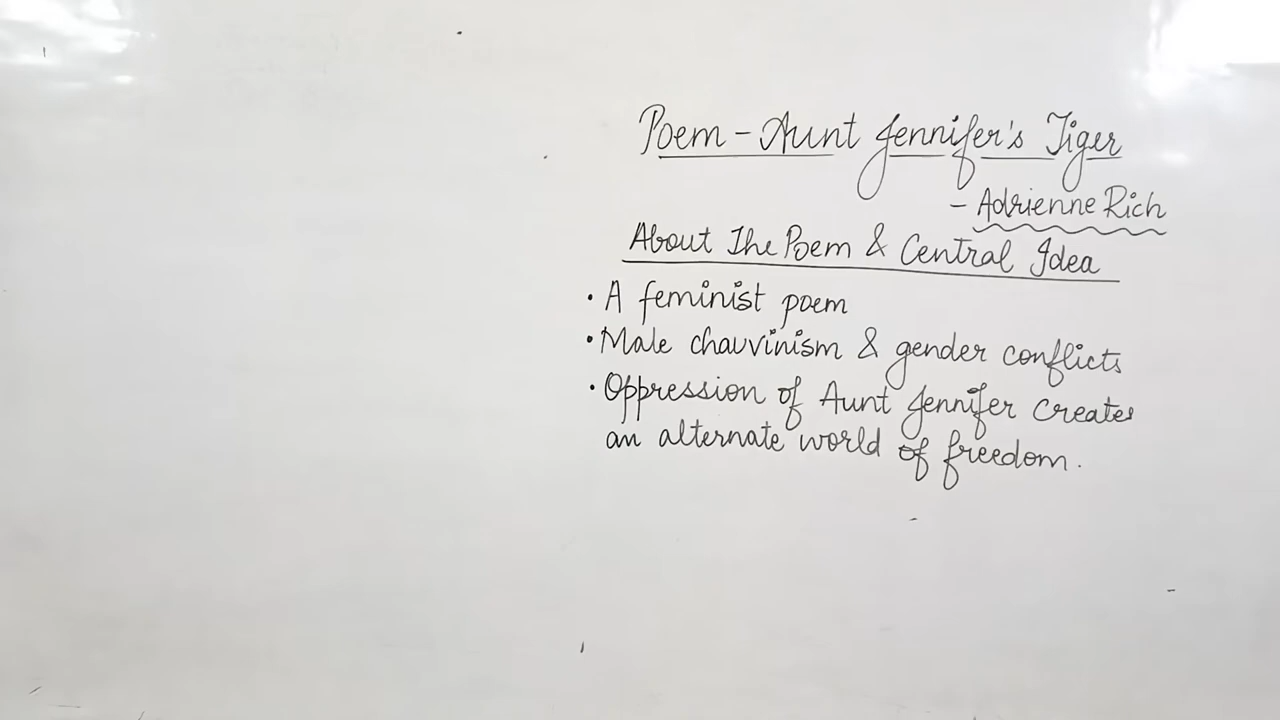 Poem - Aunt Jennifer's Tiger
- Adrienne Rich
About The Poem & Central Idea
• A feminist poem
• Male chauvinism & gender conflicts
• Oppression of Aunt Jennifer creates
an alternate world of freedom.